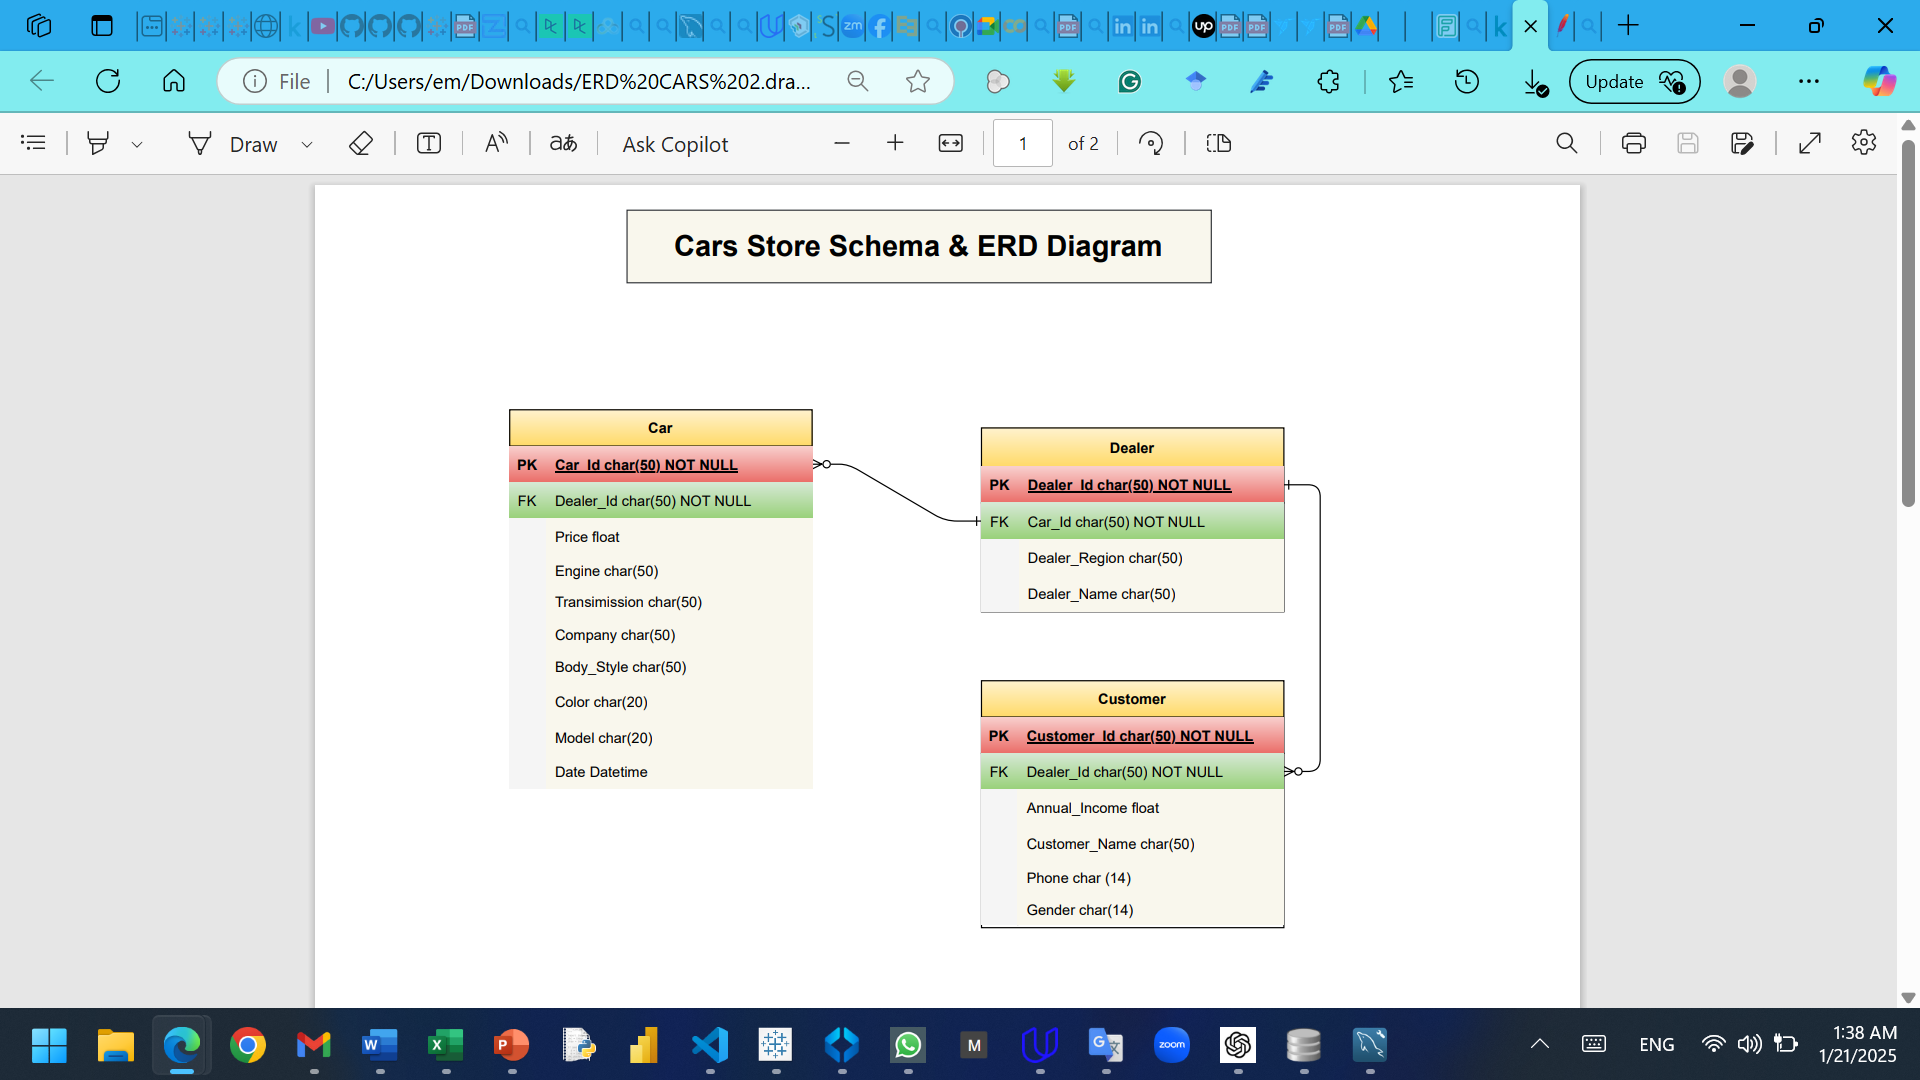 File
C:/Users/em/Downloads/ERD%20CARS%202.dra...
Update
Draw
Ask Copilot
1
of 2
Cars Store Schema & ERD Diagram
Car
PK Car_Id char(50) NOT NULL
FK Dealer_Id char(50) NOT NULL
Price float
Engine char(50)
Transimission char(50)
Company char(50)
Body_Style char(50)
Color char(20)
Model char(20)
Date Datetime
Dealer
PK Dealer_Id char(50) NOT NULL
FK Car_Id char(50) NOT NULL
Dealer_Region char(50)
Dealer_Name char(50)
Customer
PK Customer_Id char(50) NOT NULL
FK Dealer_Id char(50) NOT NULL
Annual_Income float
Customer_Name char(50)
Phone char (14)
Gender char(14)
ENG
1:38 AM
1/21/2025